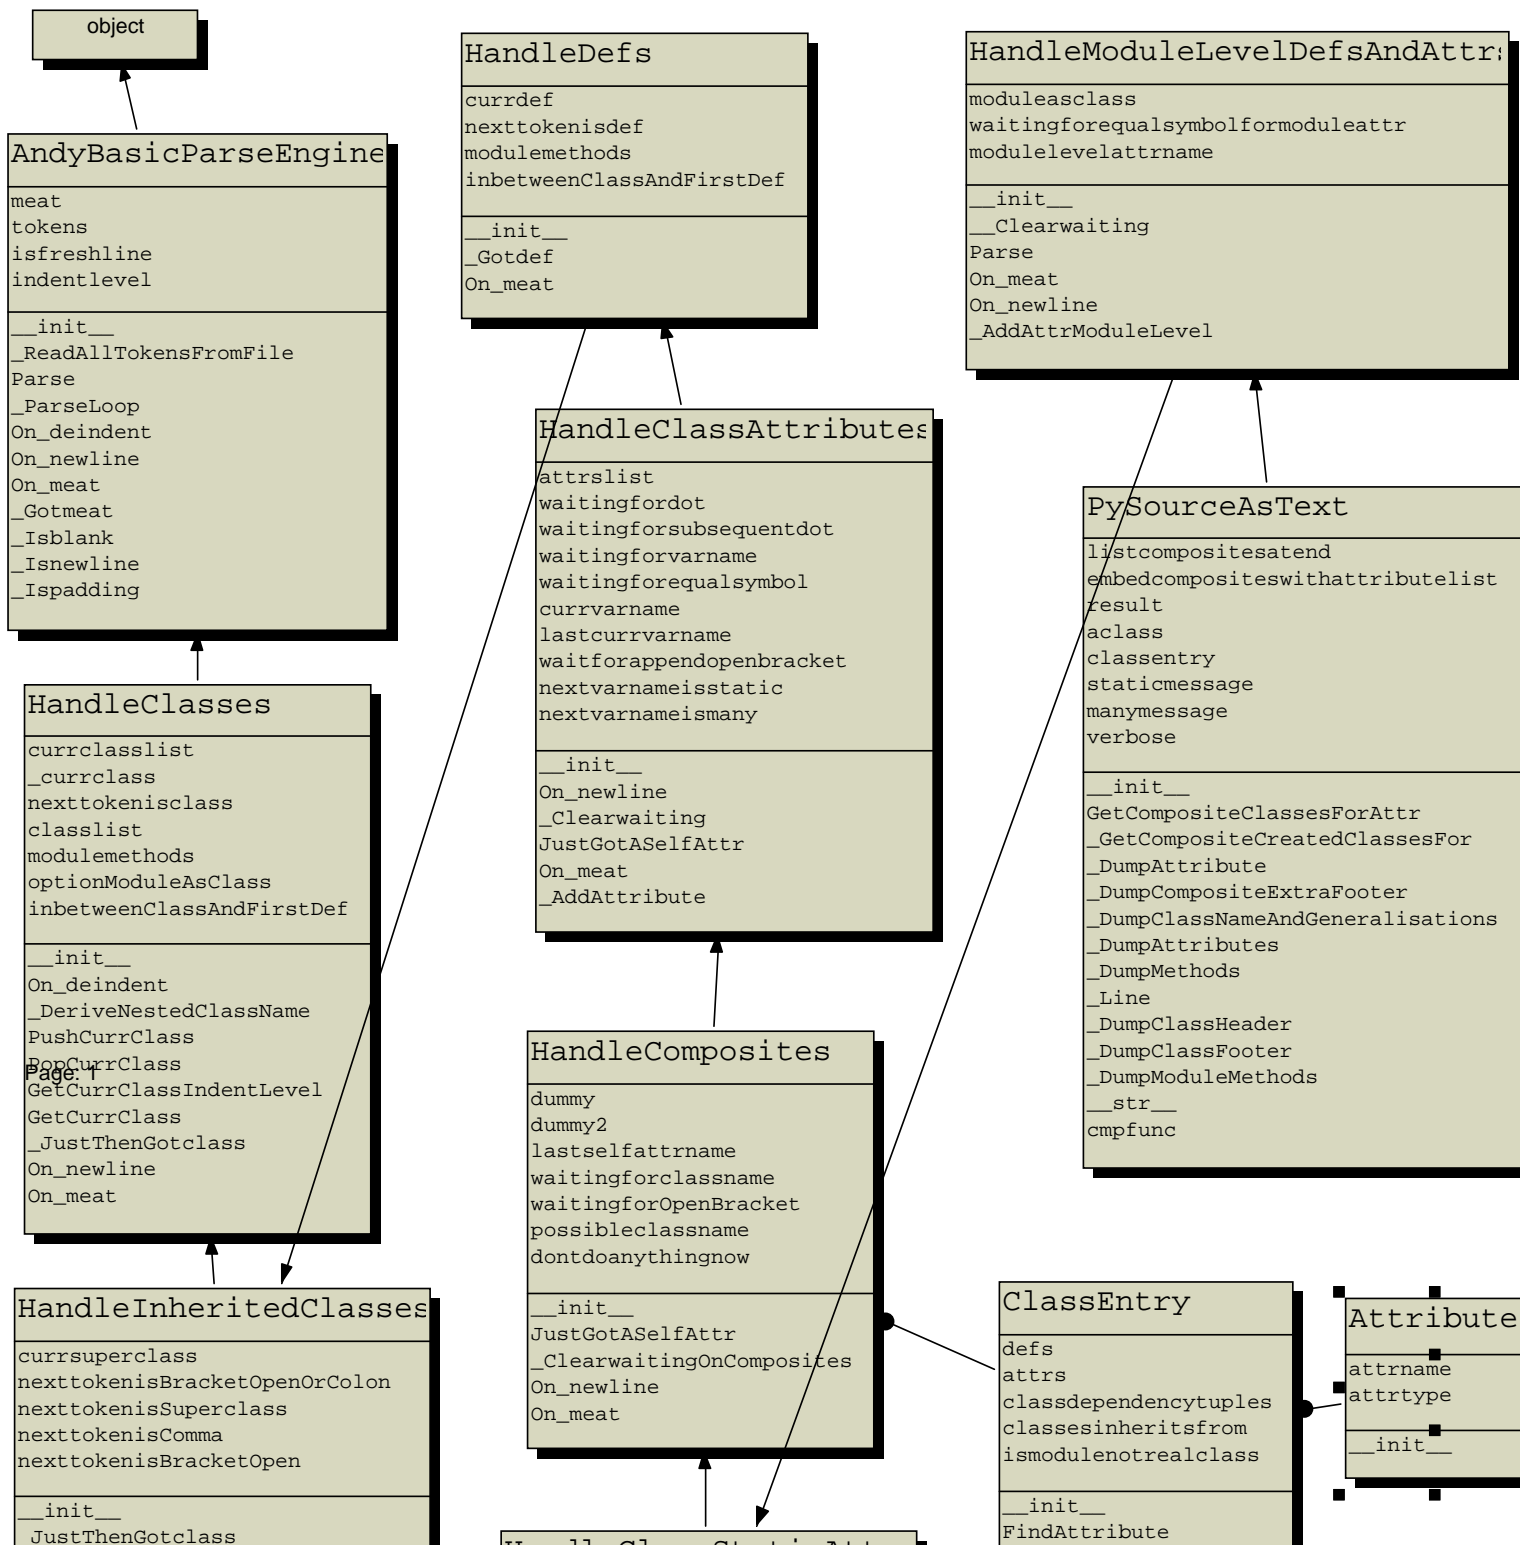 object
AndyBasicParseEngine
meat
tokens
isfreshline
indentlevel
__init__
_ReadAllTokensFromFile
Parse
_ParseLoop
On_deindent
On_newline
On_meat
_Gotmeat
_Isblank
_Isnewline
_Ispadding
HandleClasses
currclasslist
_currclass
nexttokenisclass
classlist
modulemethods
optionModuleAsClass
inbetweenClassAndFirstDef
__init__
On_deindent
_DeriveNestedClassName
PushCurrClass
PopCurrClass
Page: 1
GetCurrClassIndentLevel
GetCurrClass
_JustThenGotclass
On_newline
On_meat
HandleInheritedClasses
currsuperclass
nexttokenisBracketOpenOrColon
nexttokenisSuperclass
nexttokenisComma
nexttokenisBracketOpen
__init__
_JustThenGotclass
HandleDefs
currdef
nexttokenisdef
modulemethods
inbetweenClassAndFirstDef
__init__
_Gotdef
On_meat
HandleClassAttributes
attrslist
waitingfordot
waitingforsubsequentdot
waitingforvarname
waitingforequalsymbol
currvarname
lastcurrvarname
waitforappendopenbracket
nextvarnameisstatic
nextvarnameismany
__init__
On_newline
_Clearwaiting
JustGotASelfAttr
On_meat
_AddAttribute
HandleComposites
dummy
dummy2
lastselfattrname
waitingforclassname
waitingforOpenBracket
possibleclassname
dontdoanythingnow
__init__
JustGotASelfAttr
_ClearwaitingOnComposites
On_newline
On_meat
HandleModuleLevelDefsAndAttrs
moduleasclass
waitingforequalsymbolformoduleattr
modulelevelattrname
__init__
__Clearwaiting
Parse
On_meat
On_newline
_AddAttrModuleLevel
PySourceAsText
listcompositesatend
embedcompositeswithattributelist
result
aclass
classentry
staticmessage
manymessage
verbose
__init__
GetCompositeClassesForAttr
_GetCompositeCreatedClassesFor
_DumpAttribute
_DumpCompositeExtraFooter
_DumpClassNameAndGeneralisations
_DumpAttributes
_DumpMethods
_Line
_DumpClassHeader
_DumpClassFooter
_DumpModuleMethods
__str__
cmpfunc
ClassEntry
defs
attrs
classdependencytuples
classesinheritsfrom
ismodulenotrealclass
__init__
FindAttribute
Attribute
attrname
attrtype
__init__